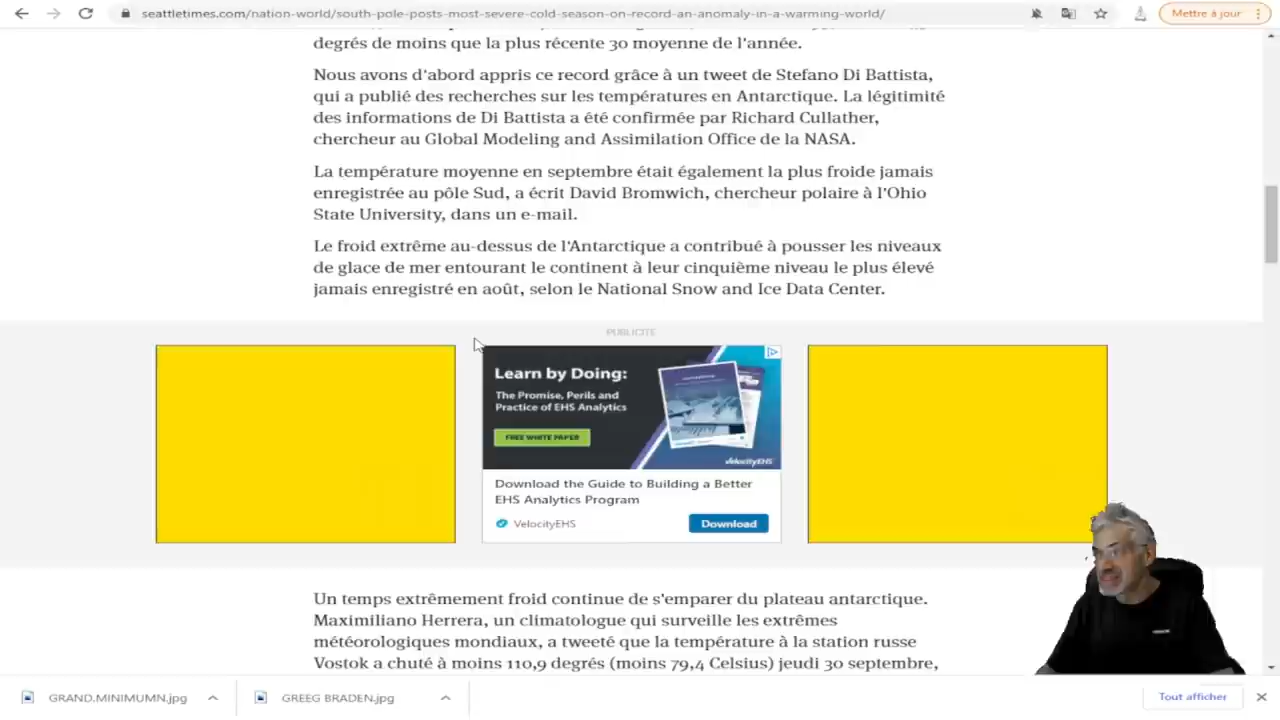 seattletimes.com/nation-world/south-pole-posts-most-severe-cold-season-on-record-an-anomaly-in-a-warming-world/
Mettre à jour
degrés de moins que la plus récente 30 moyenne de l'année.
Nous avons d'abord appris ce record grâce à un tweet de Stefano Di Battista,
qui a publié des recherches sur les températures en Antarctique. La légitimité
des informations de Di Battista a été confirmée par Richard Cullather,
chercheur au Global Modeling and Assimilation Office de la NASA.
La température moyenne en septembre était également la plus froide jamais
enregistrée au pôle Sud, a écrit David Bromwich, chercheur polaire à l'Ohio
State University, dans un e-mail.
Le froid extrême au-dessus de l'Antarctique a contribué à pousser les niveaux
de glace de mer entourant le continent à leur cinquième niveau le plus élevé
jamais enregistré en août, selon le National Snow and Ice Data Center.
PUBLICITÉ
Learn by Doing:
The Promise, Perils and
Practice of EHS Analytics
FREE WHITE PAPER
VelocityEHS
Download the Guide to Building a Better
EHS Analytics Program
VelocityEHS
Download
Un temps extrêmement froid continue de s'emparer du plateau antarctique.
Maximiliano Herrera, un climatologue qui surveille les extrêmes
météorologiques mondiaux, a tweeté que la température à la station russe
Vostok a chuté à moins 110,9 degrés (moins 79,4 Celsius) jeudi 30 septembre,
GRAND.MINIMUMN.jpg
GREEG BRADEN.jpg
Tout afficher